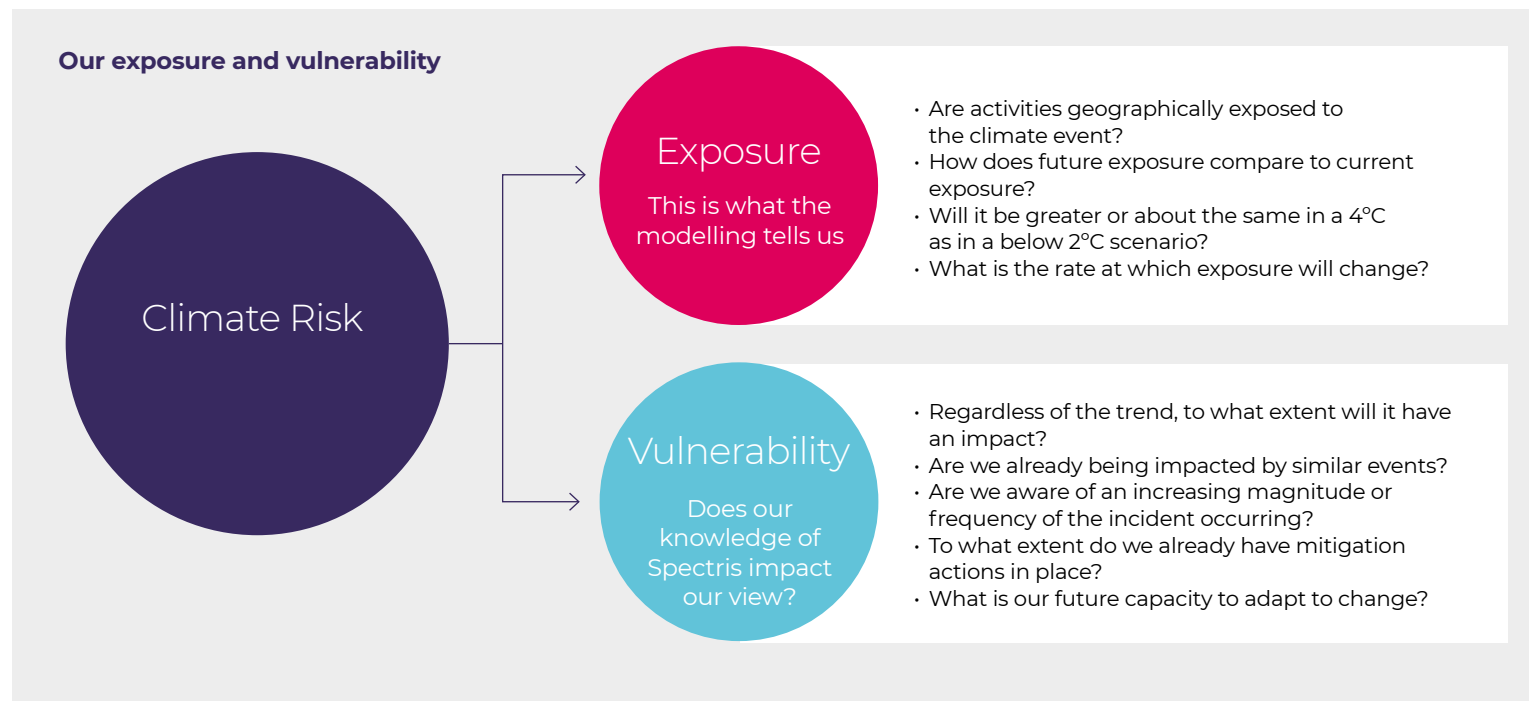 Our exposure and vulnerability
Climate Risk
Exposure
This is what the
modelling tells us
• Are activities geographically exposed to
the climate event?
• How does future exposure compare to current
exposure?
• Will it be greater or about the same in a 4ºC
as in a below 2ºC scenario?
• What is the rate at which exposure will change?
Vulnerability
Does our
knowledge of
Spectris impact
our view?
• Regardless of the trend, to what extent will it have
an impact?
• Are we already being impacted by similar events?
• Are we aware of an increasing magnitude or
frequency of the incident occurring?
• To what extent do we already have mitigation
actions in place?
• What is our future capacity to adapt to change?